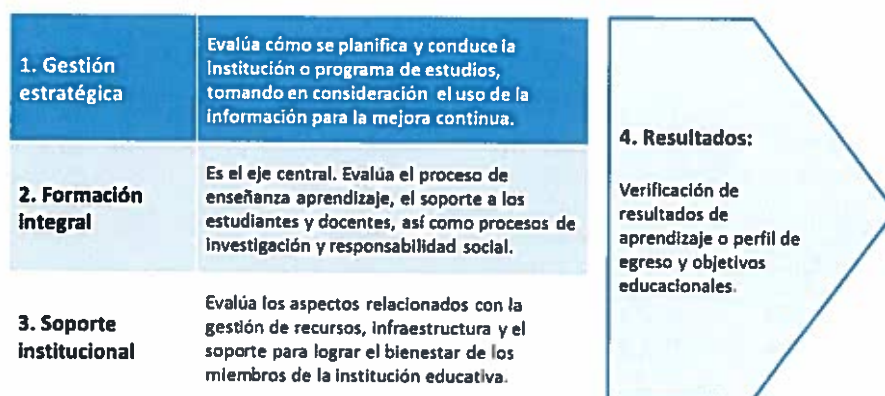 1. Gestión
estratégica
Evalúa cómo se planifica y conduce la
institución o programa de estudios,
tomando en consideración el uso de la
información para la mejora continua.
2. Formación
integral
Es el eje central. Evalúa el proceso de
enseñanza aprendizaje, el soporte a los
estudiantes y docentes, así como procesos de
investigación y responsabilidad social.
3. Soporte
institucional
Evalúa los aspectos relacionados con la
gestión de recursos, infraestructura y el
soporte para lograr el bienestar de los
miembros de la institución educativa.
4. Resultados:
Verificación de
resultados de
aprendizaje o perfil de
egreso y objetivos
educacionales.